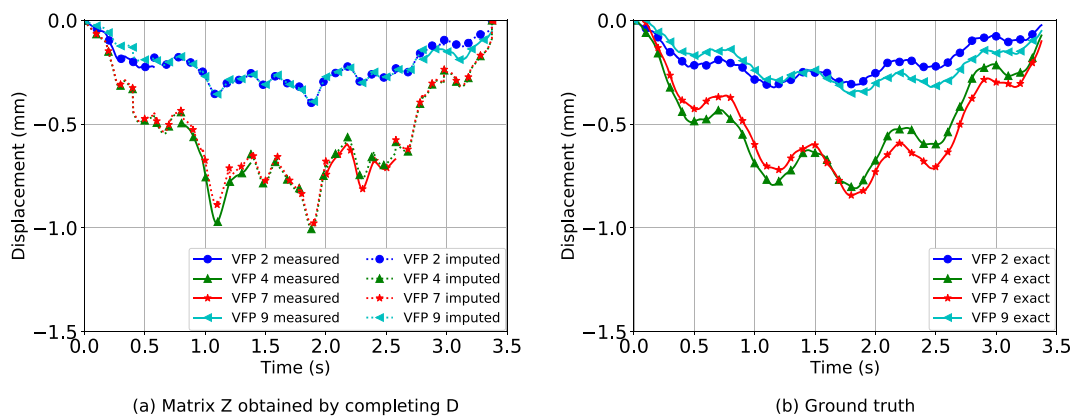 0.0
−0.5
−1.0
−1.5
Displacement (mm)
0.0 0.5 1.0 1.5 2.0 2.5 3.0 3.5
Time (s)
VFP 2 measured
VFP 4 measured
VFP 7 measured
VFP 9 measured
VFP 2 imputed
VFP 4 imputed
VFP 7 imputed
VFP 9 imputed
(a) Matrix Z obtained by completing D
0.0
−0.5
−1.0
−1.5
Displacement (mm)
0.0 0.5 1.0 1.5 2.0 2.5 3.0 3.5
Time (s)
VFP 2 exact
VFP 4 exact
VFP 7 exact
VFP 9 exact
(b) Ground truth